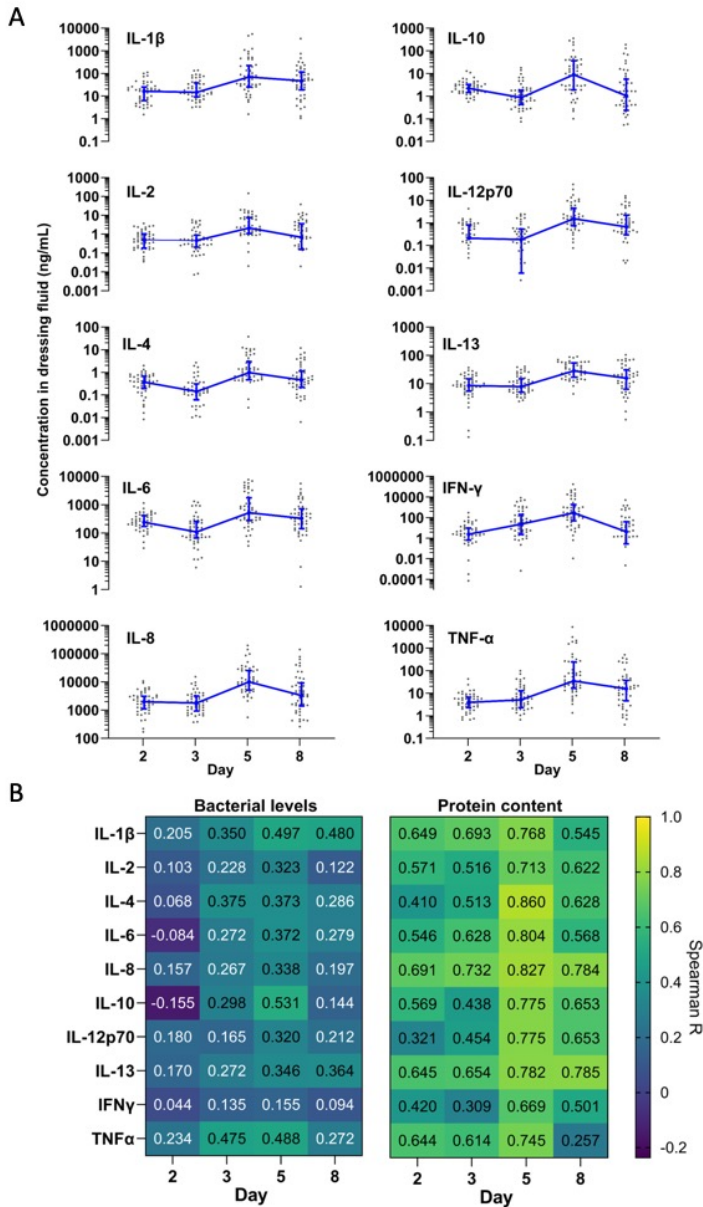 A
Concentration in dressing fluid (ng/mL)
IL-1β
10000
1000
100
10
1
0.1
IL-10
10000
1000
100
10
1
0.1
0.01
IL-2
1000
100
10
1
0.1
0.01
0.001
IL-12p70
100
10
1
0.1
0.01
0.001
IL-4
100
10
1
0.1
0.01
0.001
IL-13
1000
100
10
1
0.1
IL-6
10000
1000
100
10
1
IFN-γ
1000000
1000
100
0.1
0.0001
IL-8
1000000
100000
10000
1000
100
2 3 5 8
Day
TNF-α
10000
1000
100
10
1
0.1
2 3 5 8
Day
B
Bacterial levels Protein content
IL-1β 0.205 0.350 0.497 0.480 0.649 0.693 0.768 0.545
IL-2 0.103 0.228 0.323 0.122 0.571 0.516 0.713 0.622
IL-4 0.068 0.375 0.373 0.286 0.410 0.513 0.860 0.628
IL-6 -0.084 0.272 0.372 0.279 0.546 0.628 0.804 0.568
IL-8 0.157 0.267 0.338 0.197 0.691 0.732 0.827 0.784
IL-10 -0.155 0.298 0.531 0.144 0.569 0.438 0.775 0.653
IL-12p70 0.180 0.165 0.320 0.212 0.321 0.454 0.775 0.653
IL-13 0.170 0.272 0.346 0.364 0.645 0.654 0.782 0.785
IFNγ 0.044 0.135 0.155 0.094 0.420 0.309 0.669 0.501
TNFα 0.234 0.475 0.488 0.272 0.644 0.614 0.745 0.257
2 3 5 8 2 3 5 8
Day Day
1.0
0.8
0.6
0.4
0.2
0
-0.2
Spearman R